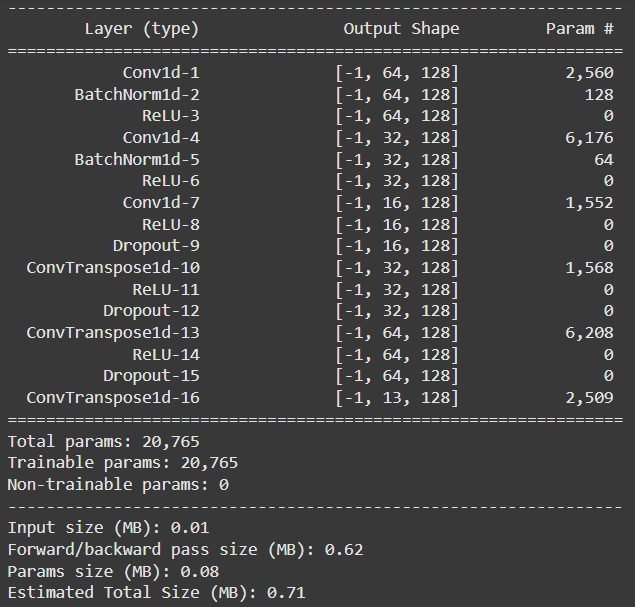 ----------------------------------------------------------------
Layer (type) Output Shape Param #
================================================================
Conv1d-1 [-1, 64, 128] 2,560
BatchNorm1d-2 [-1, 64, 128] 128
ReLU-3 [-1, 64, 128] 0
Conv1d-4 [-1, 32, 128] 6,176
BatchNorm1d-5 [-1, 32, 128] 64
ReLU-6 [-1, 32, 128] 0
Conv1d-7 [-1, 16, 128] 1,552
ReLU-8 [-1, 16, 128] 0
Dropout-9 [-1, 16, 128] 0
ConvTranspose1d-10 [-1, 32, 128] 1,568
ReLU-11 [-1, 32, 128] 0
Dropout-12 [-1, 32, 128] 0
ConvTranspose1d-13 [-1, 64, 128] 6,208
ReLU-14 [-1, 64, 128] 0
Dropout-15 [-1, 64, 128] 0
ConvTranspose1d-16 [-1, 13, 128] 2,509
================================================================
Total params: 20,765
Trainable params: 20,765
Non-trainable params: 0
----------------------------------------------------------------
Input size (MB): 0.01
Forward/backward pass size (MB): 0.62
Params size (MB): 0.08
Estimated Total Size (MB): 0.71